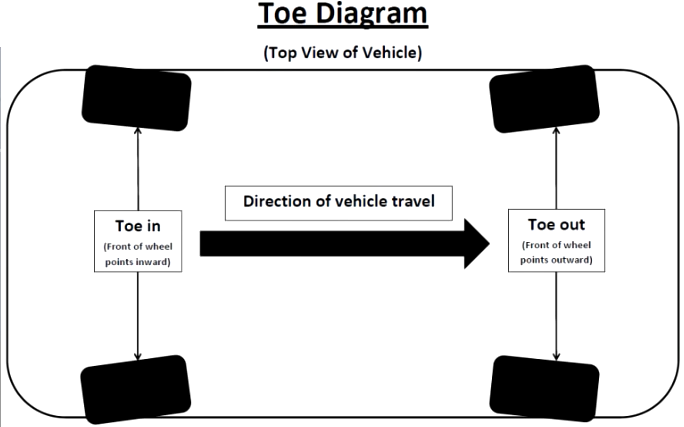 Toe Diagram
(Top View of Vehicle)
Direction of vehicle travel
Toe in
(Front of wheel
points inward)
Toe out
(Front of wheel
points outward)